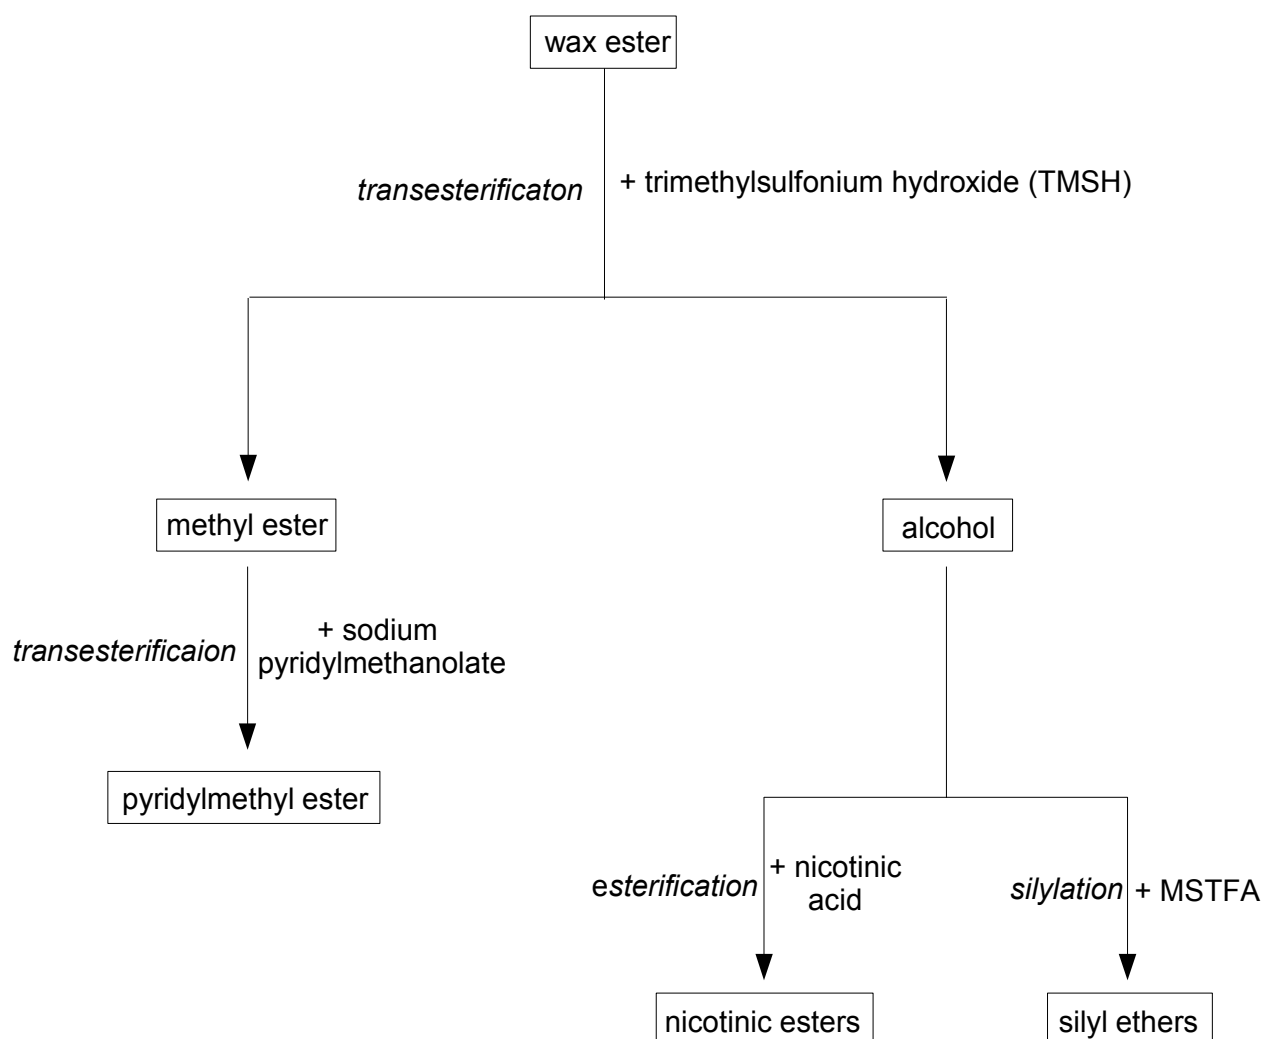 wax ester
transesterificaton
+ trimethylsulfonium hydroxide (TMSH)
methyl ester
alcohol
transesterificaion
+ sodium
pyridylmethanolate
pyridylmethyl ester
esterification
+ nicotinic
acid
silylation
+ MSTFA
nicotinic esters
silyl ethers